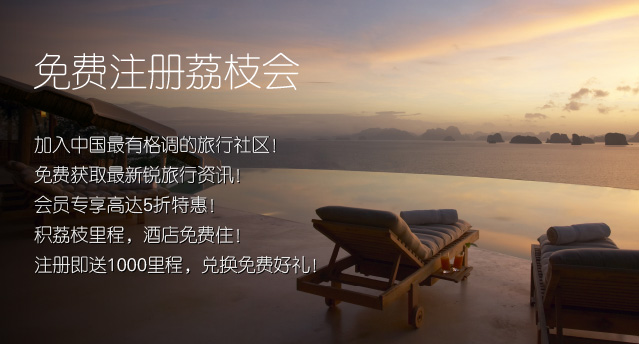 免费注册荔枝会
加入中国最有格调的旅行社区!
免费获取最新锐旅行资讯!
会员专享高达5折特惠!
积荔枝里程，酒店免费住!
注册即送1000里程，兑换免费好礼!